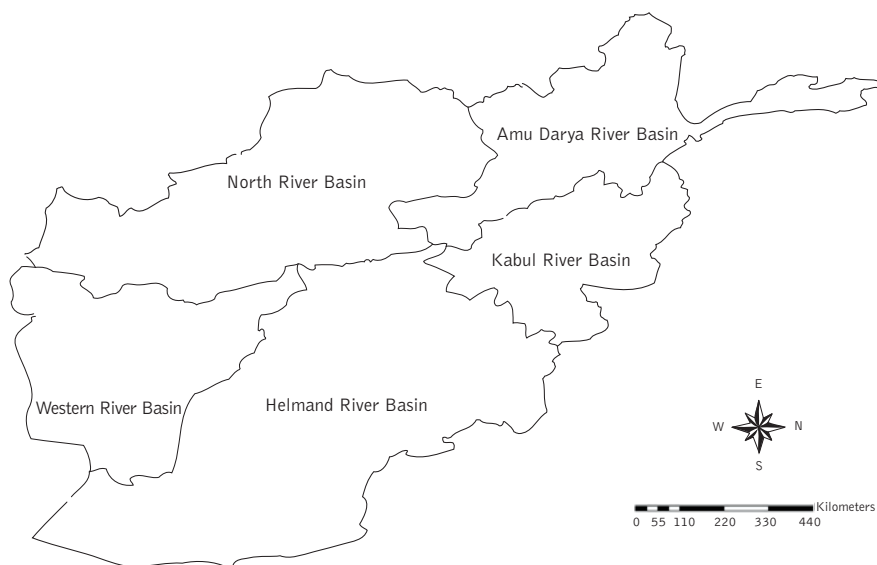 Amu Darya River Basin
North River Basin
Kabul River Basin
Western River Basin
Helmand River Basin
E
W N
S
Kilometers
0 55 110 220 330 440